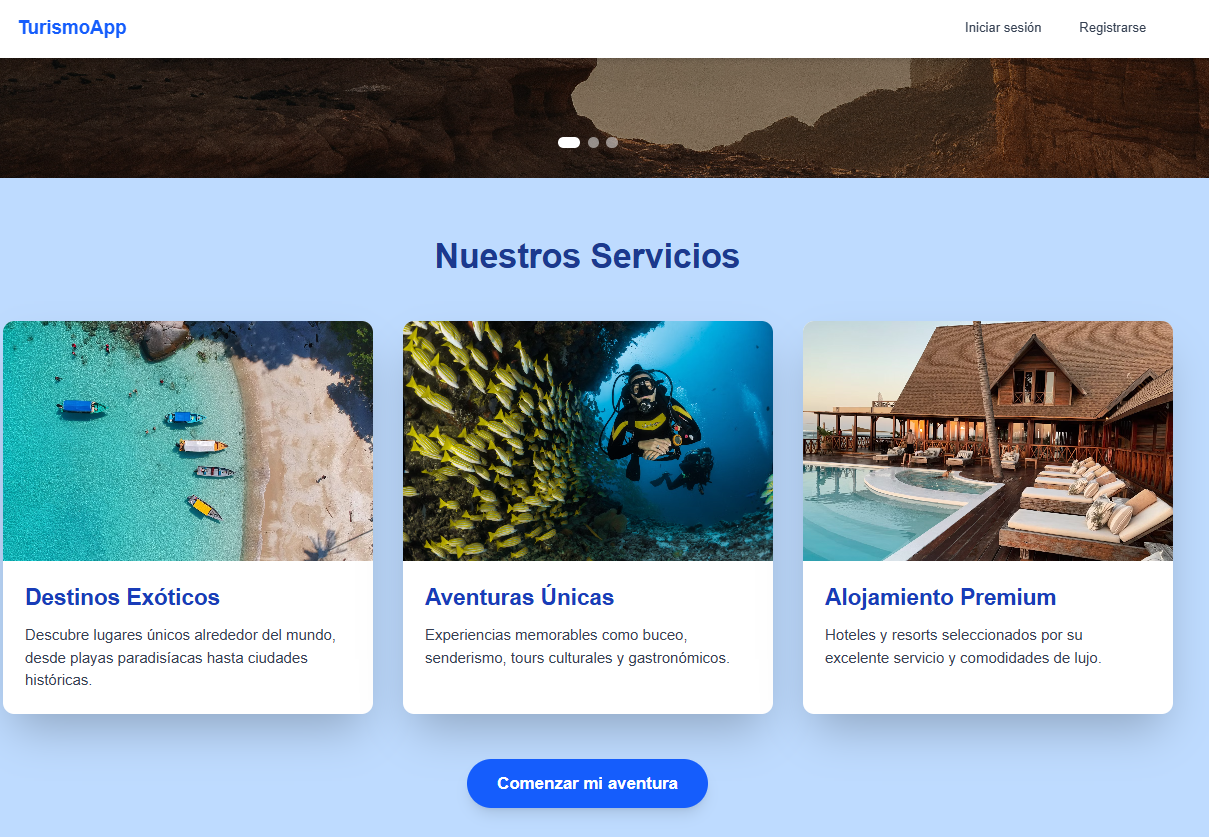 TurismoApp
Iniciar sesión
Registrarse
Nuestros Servicios
Destinos Exóticos
Descubre lugares únicos alrededor del mundo,
desde playas paradisíacas hasta ciudades
históricas.
Aventuras Únicas
Experiencias memorables como buceo,
senderismo, tours culturales y gastronómicos.
Alojamiento Premium
Hoteles y resorts seleccionados por su
excelente servicio y comodidades de lujo.
Comenzar mi aventura